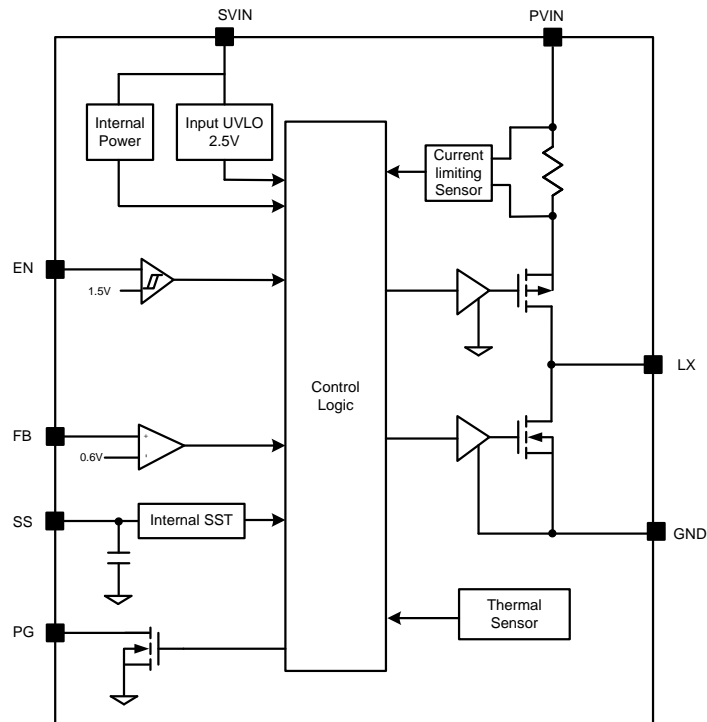 SVIN
PVIN
Internal
Power
Input UVLO
2.5V
Current
limiting
Sensor
EN
1.5V
LX
Control
Logic
FB
+
-
0.6V
SS
Internal SST
GND
PG
Thermal
Sensor